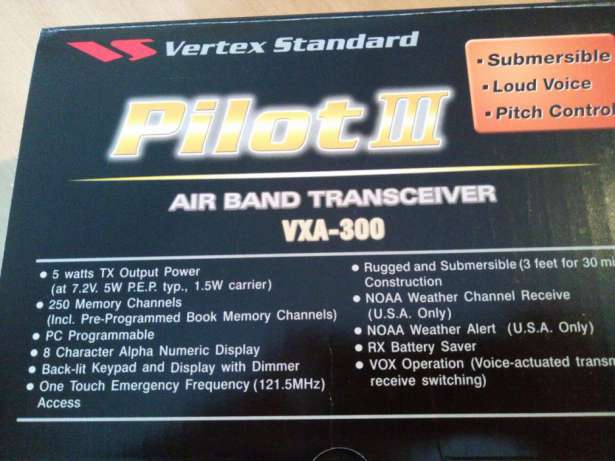 Vertex Standard
• Submersible
• Loud Voice
• Pitch Control
Pilot III
AIR BAND TRANSCEIVER
VXA-300
• 5 watts TX Output Power
(at 7.2V. 5W P.E.P. typ., 1.5W carrier)
• 250 Memory Channels
(Incl. Pre-Programmed Book Memory Channels)
• PC Programmable
• 8 Character Alpha Numeric Display
• Back-lit Keypad and Display with Dimmer
• One Touch Emergency Frequency (121.5MHz)
Access
• Rugged and Submersible (3 feet for 30 mi
Construction
• NOAA Weather Channel Receive
(U.S.A. Only)
• NOAA Weather Alert (U.S.A. Only)
• RX Battery Saver
• VOX Operation (Voice-actuated transm
receive switching)